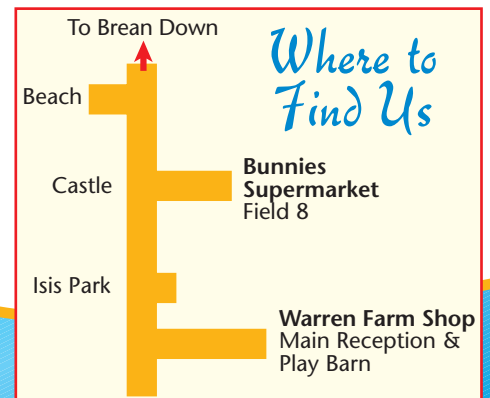 To Brean Down
Where to
Find Us
Beach
Bunnies
Supermarket
Field 8
Castle
Isis Park
Warren Farm Shop
Main Reception &
Play Barn